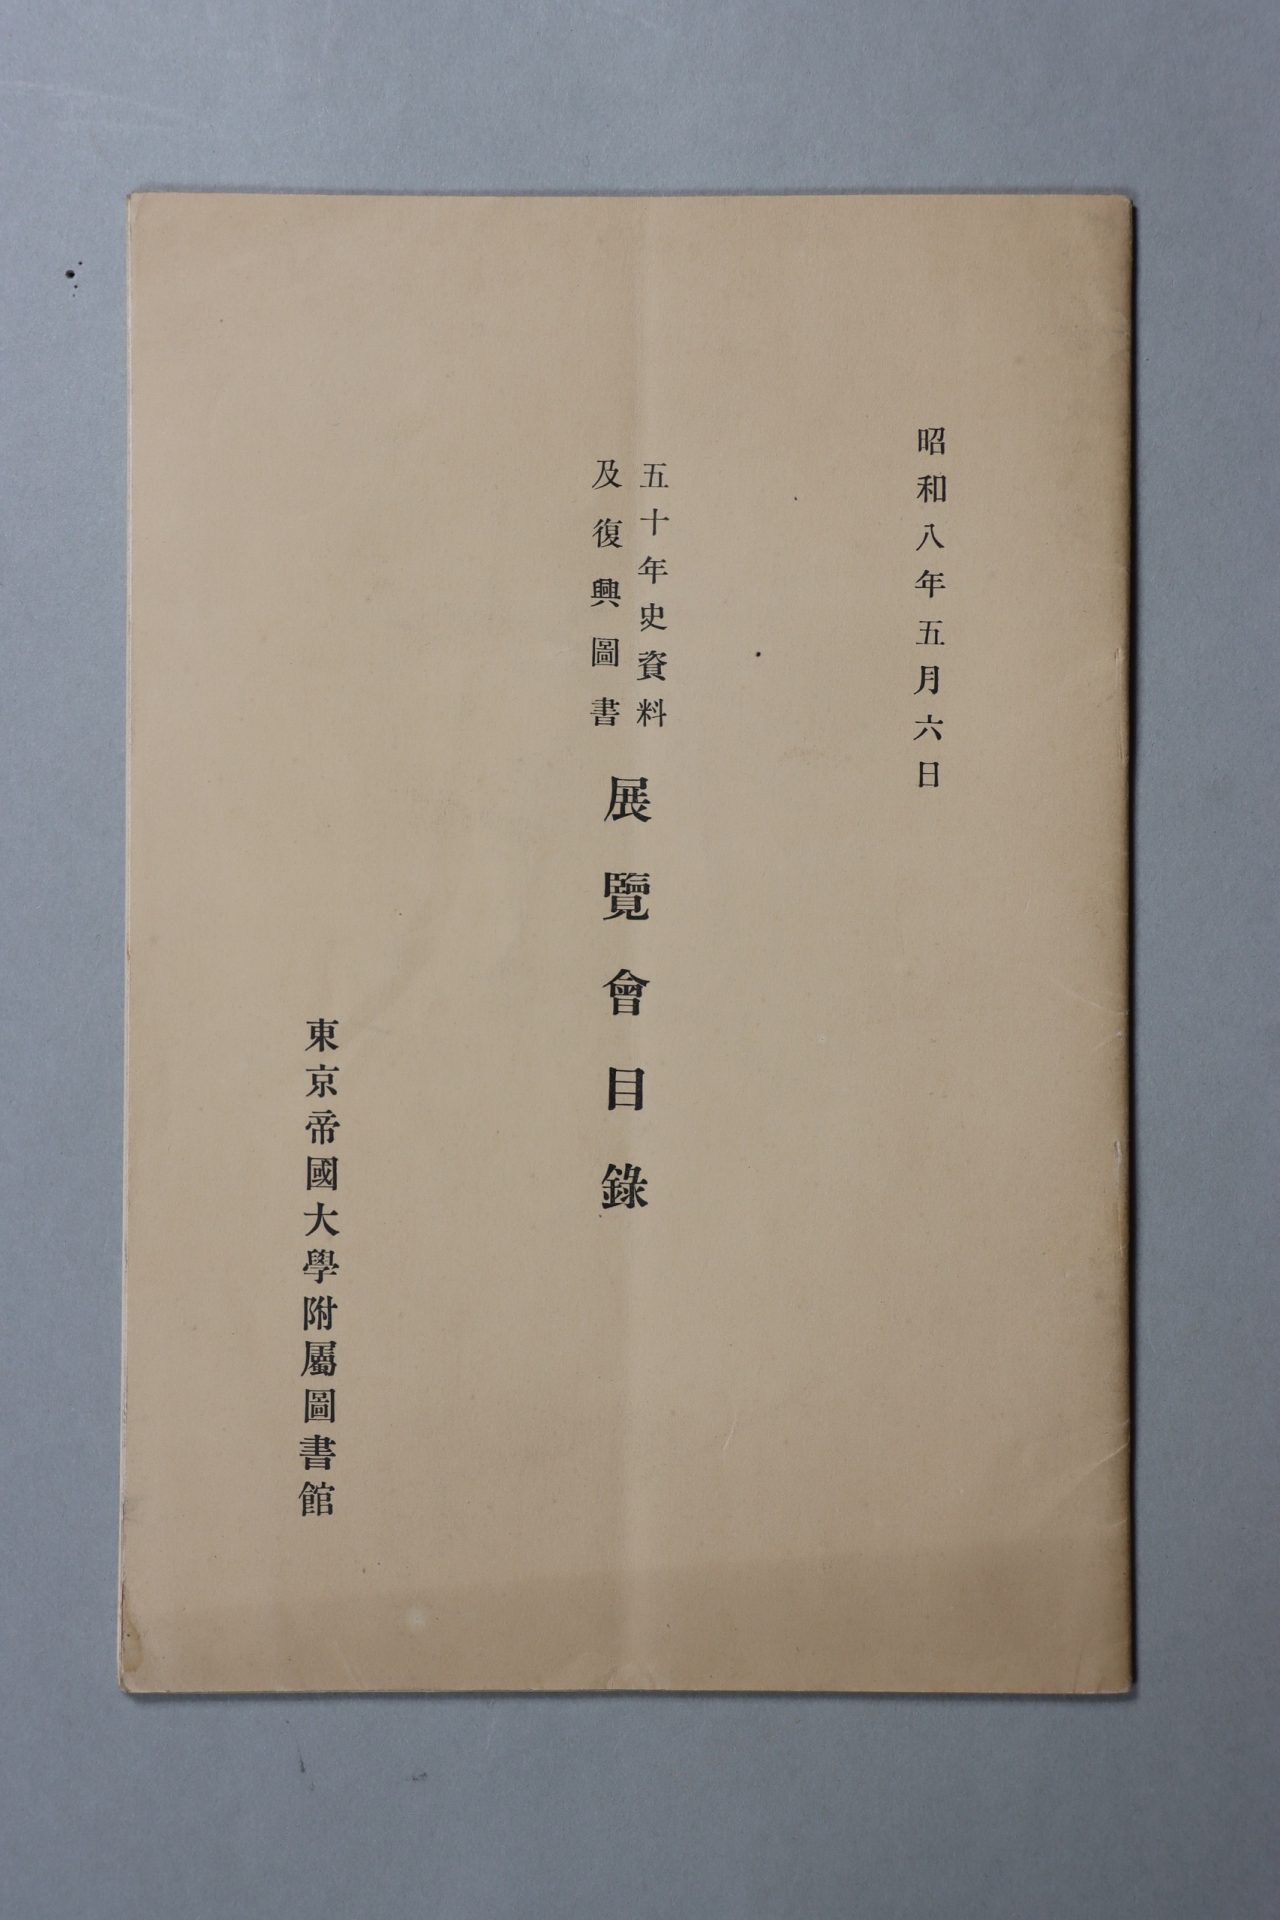 昭和八年五月六日
五十年史資料
及復興圖書
展覽會目錄
東京帝國大學附屬圖書館